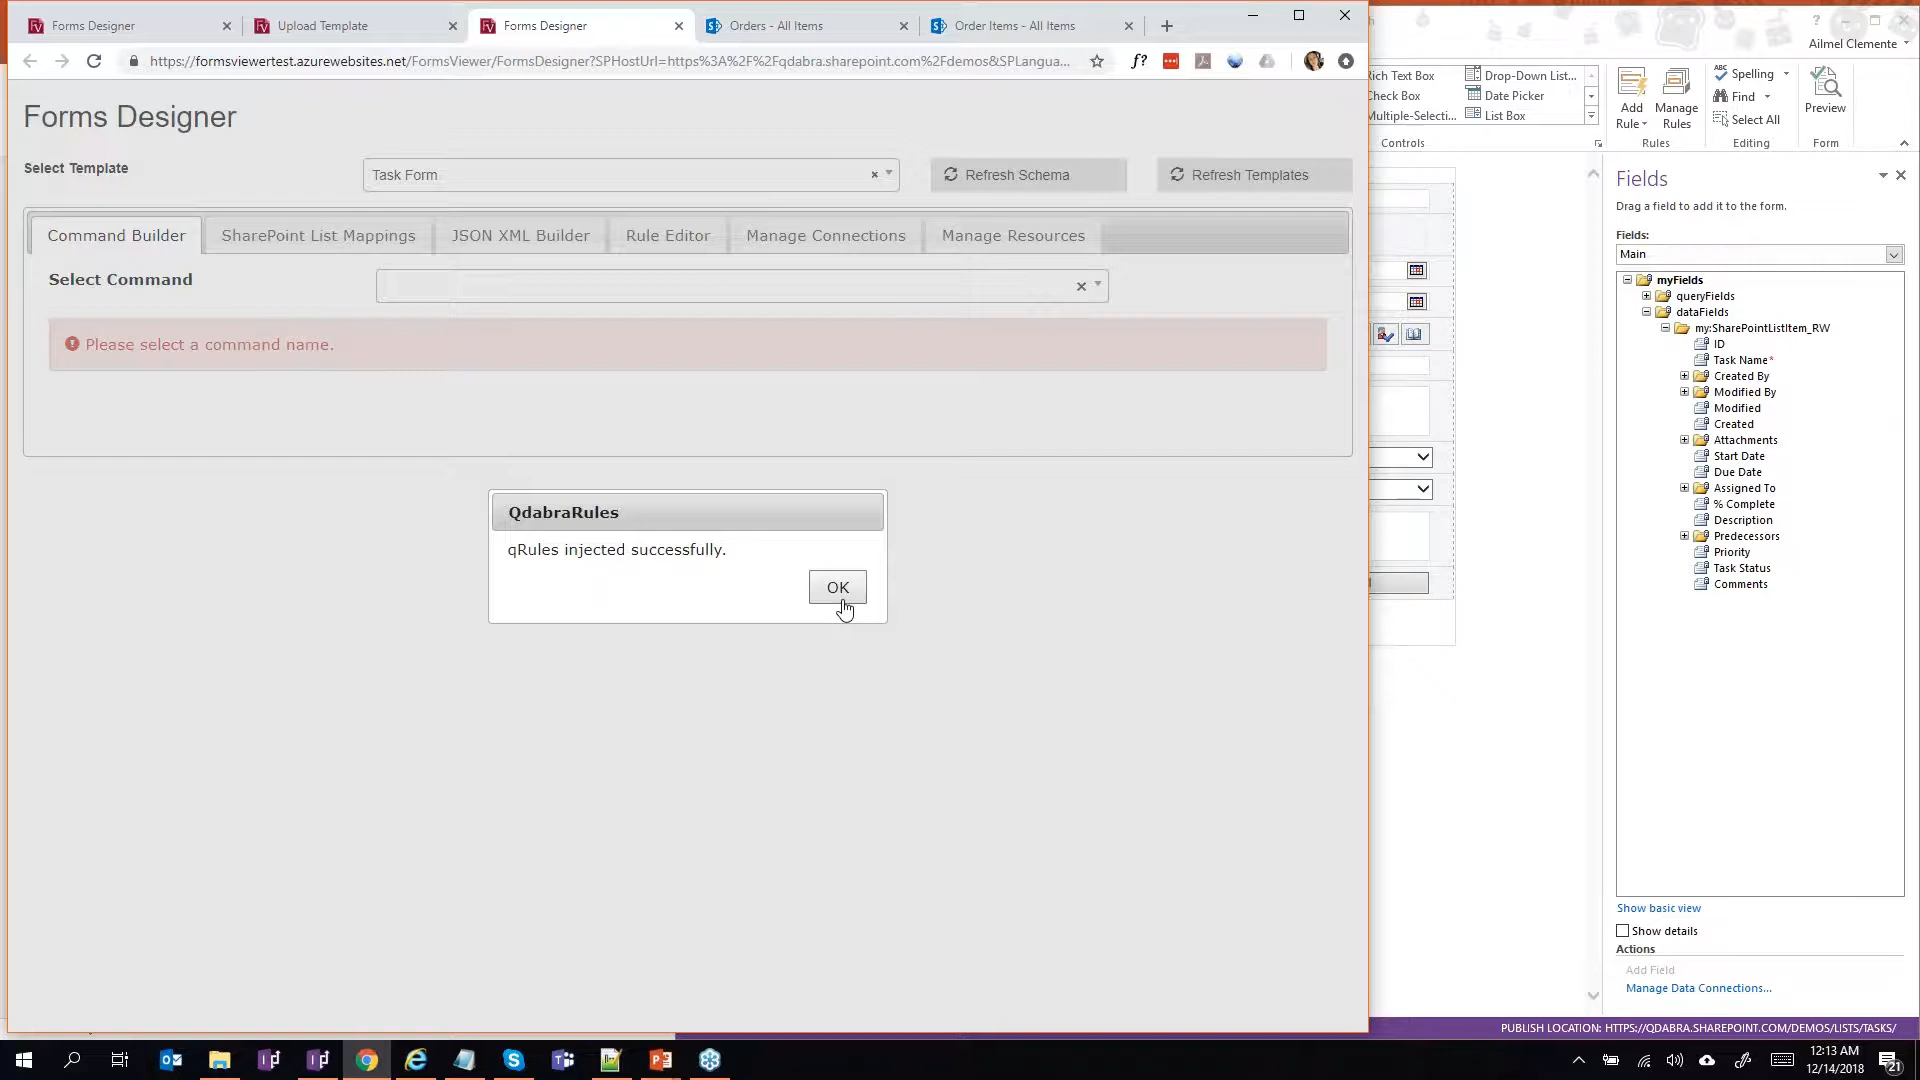 Forms Designer
Upload Template
Forms Designer
Orders - All Items
Order Items - All Items
https://formsviewertest.azurewebsites.net/FormsViewer/FormsDesigner?SPHostUrl=https%3A%2F%2Fqdabra.sharepoint.com%2Fdemos&SPLangua...
f?
Forms Designer
Select Template
Task Form
Refresh Schema
Refresh Templates
Command Builder
SharePoint List Mappings
JSON XML Builder
Rule Editor
Manage Connections
Manage Resources
Select Command
Please select a command name.
QdabraRules
qRules injected successfully.
OK
Ailmel Clemente
Rich Text Box
Drop-Down List...
Check Box
Date Picker
Multiple-Selecti...
List Box
Controls
Add Rule
Manage Rules
Rules
ABC
Spelling
Find
Select All
Editing
Preview
Form
Fields
Drag a field to add it to the form.
Fields:
Main
myFields
queryFields
dataFields
my:SharePointListItem_RW
ID
Task Name*
Created By
Modified By
Modified
Created
Attachments
Start Date
Due Date
Assigned To
% Complete
Description
Predecessors
Priority
Task Status
Comments
Show basic view
Show details
Actions
Add Field
Manage Data Connections...
PUBLISH LOCATION: HTTPS://QDABRA.SHAREPOINT.COM/DEMOS/LISTS/TASKS/
12:13 AM
12/14/2018
21